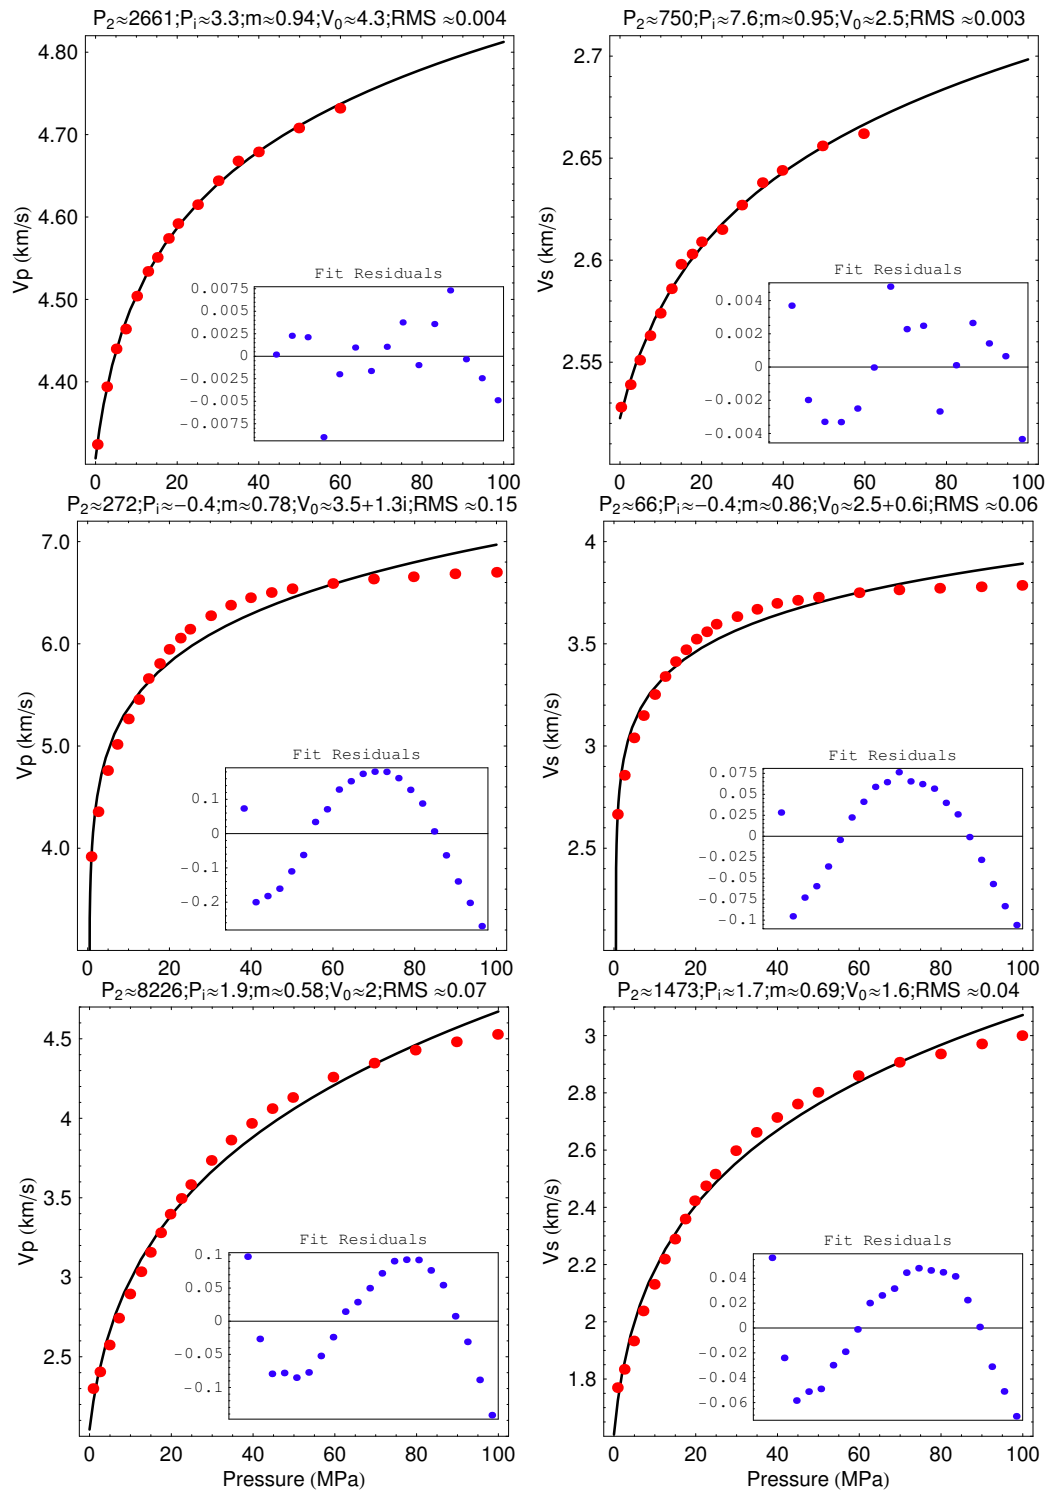 P2≈2661;Pi≈3.3;m≈0.94;V0≈4.3;RMS ≈0.004
4.80
4.70
4.60
4.50
4.40
Vp (km/s)
Fit Residuals
0.0075
0.005
0.0025
0
−0.0025
−0.005
−0.0075
0 20 40 60 80 100
P2≈750;Pi≈7.6;m≈0.95;V0≈2.5;RMS ≈0.003
2.7
2.65
2.6
2.55
Vs (km/s)
Fit Residuals
0.004
0.002
0
−0.002
−0.004
0 20 40 60 80 100
P2≈272;Pi≈−0.4;m≈0.78;V0≈3.5+1.3i;RMS ≈0.15
7.0
6.0
5.0
4.0
Vp (km/s)
Fit Residuals
0.1
0
−0.1
−0.2
0 20 40 60 80 100
P2≈66;Pi≈−0.4;m≈0.86;V0≈2.5+0.6i;RMS ≈0.06
4
3.5
3
2.5
Vs (km/s)
Fit Residuals
0.075
0.05
0.025
0
−0.025
−0.05
−0.075
−0.1
0 20 40 60 80 100
P2≈8226;Pi≈1.9;m≈0.58;V0≈2;RMS ≈0.07
4.5
4
3.5
3
2.5
Vp (km/s)
Fit Residuals
0.1
0.05
0
−0.05
−0.1
0 20 40 60 80 100
Pressure (MPa)
P2≈1473;Pi≈1.7;m≈0.69;V0≈1.6;RMS ≈0.04
3
2.8
2.6
2.4
2.2
2
1.8
Vs (km/s)
Fit Residuals
0.04
0.02
0
−0.02
−0.04
−0.06
0 20 40 60 80 100
Pressure (MPa)